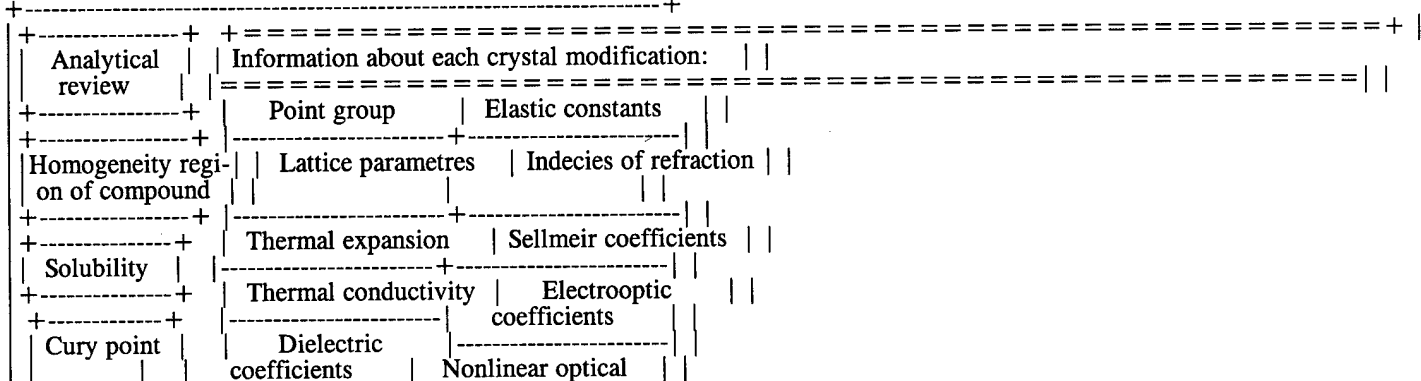 +----------------------------------------------------------------------+
| +----------------+ +==================================================+ |
| Analytical | | Information about each crystal modification: | |
| review | |==================================================| |
+----------------+ | Point group | Elastic constants | |
+-----------------+ |-----------------------+-----------------------| |
|Homogeneity regi-| | Lattice parametres | Indecies of refraction | |
| on of compound | | | | |
+-----------------+ |-----------------------+-----------------------| |
+---------------+ | Thermal expansion | Sellmeir coefficients | |
| Solubility | |-----------------------+-----------------------| |
+---------------+ | Thermal conductivity | Electrooptic | |
+-------------+ |-----------------------| coefficients | |
| Cury point | | Dielectric |-----------------------| |
| | | coefficients | Nonlinear optical | |